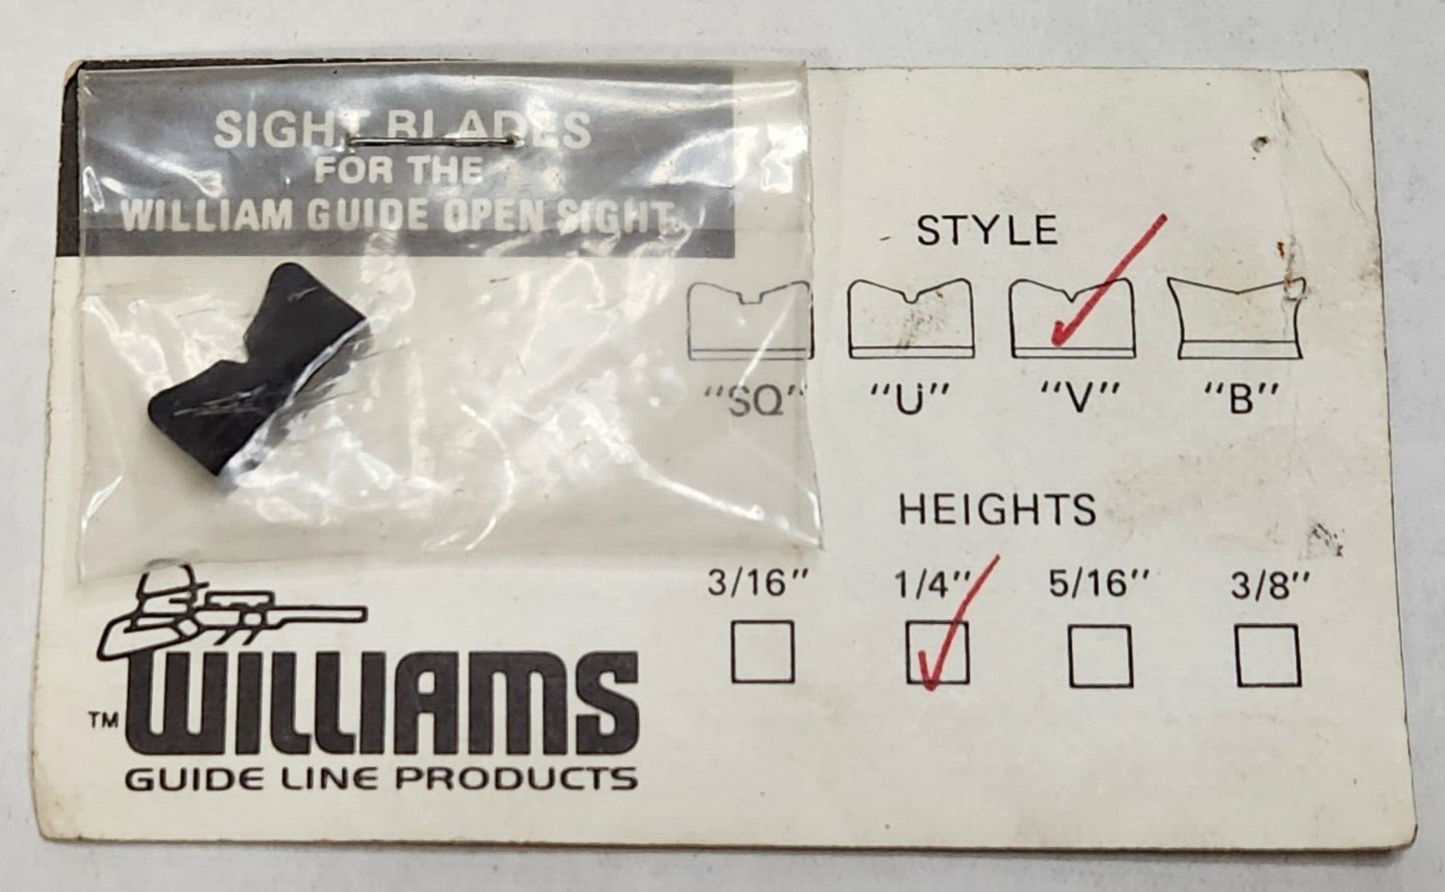 SIGHT BLADES
FOR THE
WILLIAM GUIDE OPEN SIGHT
STYLE
"SQ" "U" "V" "B"
HEIGHTS
3/16" 1/4" 5/16" 3/8"
TM WILLIAMS
GUIDE LINE PRODUCTS